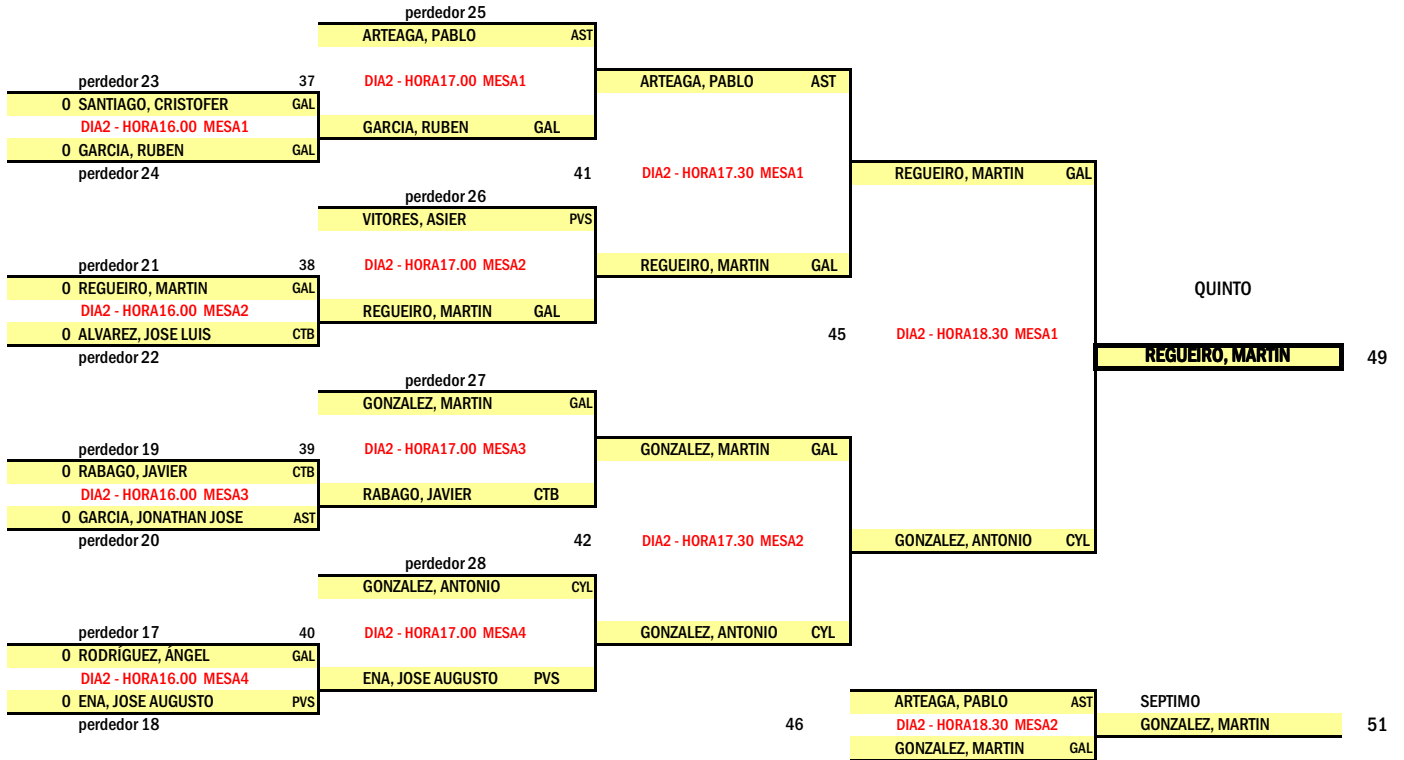 perdedor 25
ARTEAGA, PABLO AST
perdedor 23 37 DIA2 - HORA17.00 MESA1 ARTEAGA, PABLO AST
0 SANTIAGO, CRISTOFER GAL
DIA2 - HORA16.00 MESA1 GARCIA, RUBEN GAL
0 GARCIA, RUBEN GAL
perdedor 24 41 DIA2 - HORA17.30 MESA1 REGUEIRO, MARTIN GAL
perdedor 26
VITORES, ASIER PVS
perdedor 21 38 DIA2 - HORA17.00 MESA2 REGUEIRO, MARTIN GAL
0 REGUEIRO, MARTIN GAL QUINTO
DIA2 - HORA16.00 MESA2 REGUEIRO, MARTIN GAL
0 ALVAREZ, JOSE LUIS CTB 45 DIA2 - HORA18.30 MESA1
perdedor 22 REGUEIRO, MARTIN 49
perdedor 27
GONZALEZ, MARTIN GAL
perdedor 19 39 DIA2 - HORA17.00 MESA3 GONZALEZ, MARTIN GAL
0 RABAGO, JAVIER CTB
DIA2 - HORA16.00 MESA3 RABAGO, JAVIER CTB
0 GARCIA, JONATHAN JOSE AST
perdedor 20 42 DIA2 - HORA17.30 MESA2 GONZALEZ, ANTONIO CYL
perdedor 28
GONZALEZ, ANTONIO CYL
perdedor 17 40 DIA2 - HORA17.00 MESA4 GONZALEZ, ANTONIO CYL
0 RODRÍGUEZ, ÁNGEL GAL
DIA2 - HORA16.00 MESA4 ENA, JOSE AUGUSTO PVS
0 ENA, JOSE AUGUSTO PVS ARTEAGA, PABLO AST SEPTIMO
perdedor 18 46 DIA2 - HORA18.30 MESA2 GONZALEZ, MARTIN 51
GONZALEZ, MARTIN GAL